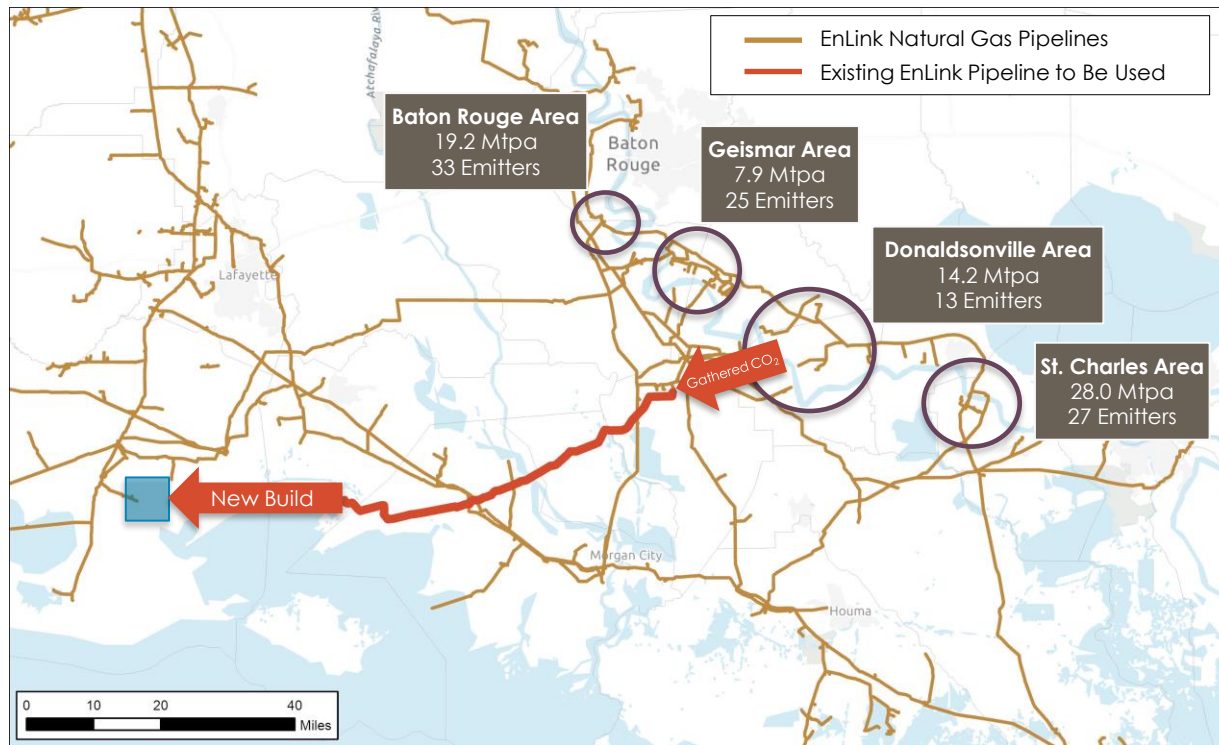 EnLink Natural Gas Pipelines
Existing EnLink Pipeline to Be Used
Atchafalaya Riv
Baton Rouge Area
19.2 Mtpa
33 Emitters
Baton
Rouge
Geismar Area
7.9 Mtpa
25 Emitters
Donaldsonville Area
14.2 Mtpa
13 Emitters
Lafayette
St. Charles Area
28.0 Mtpa
27 Emitters
Gathered CO₂
New Build
Morgan City
Houma
0 10 20 40
Miles